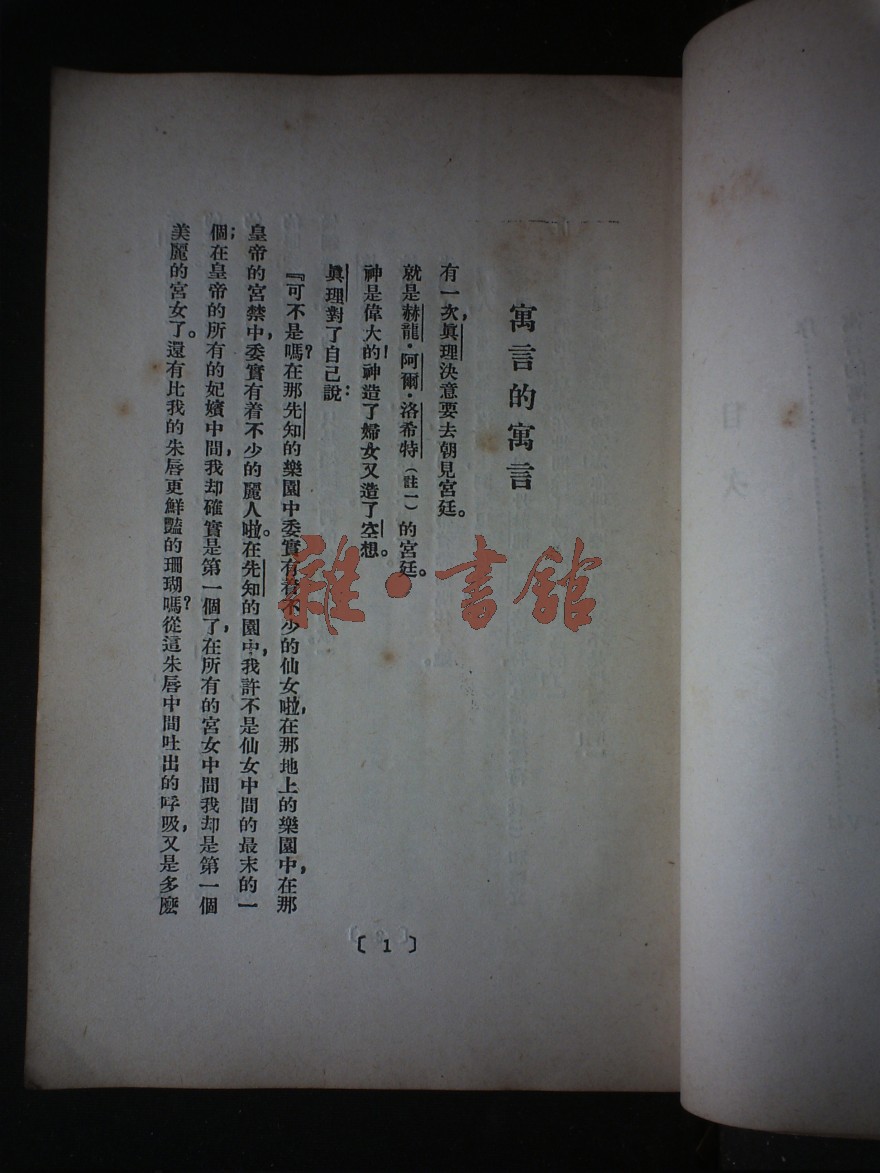 寓言的寓言
有一次，眞理決意要去朝見宮廷。
就是赫龍·阿爾·洛希特（註一）的宮廷。
神是偉大的！神造了婦女又造了空想。
眞理對了自己說：
『可不是嗎？在那先知的樂園中委實有着不少的仙女啦，在那地上的樂園中，在那
皇帝的宮禁中，委實有着不少的麗人啦。在先知的園中，我許不是仙女中間的最末的一
個；在皇帝的所有的妃嬪中間，我却確實是第一個了，在所有的宮女中間我却是第一個
美麗的宮女了。還有比我的朱唇更鮮豔的珊瑚嗎？從這朱唇中間吐出的呼吸，又是多麼
〔1〕
雜·書館
目次